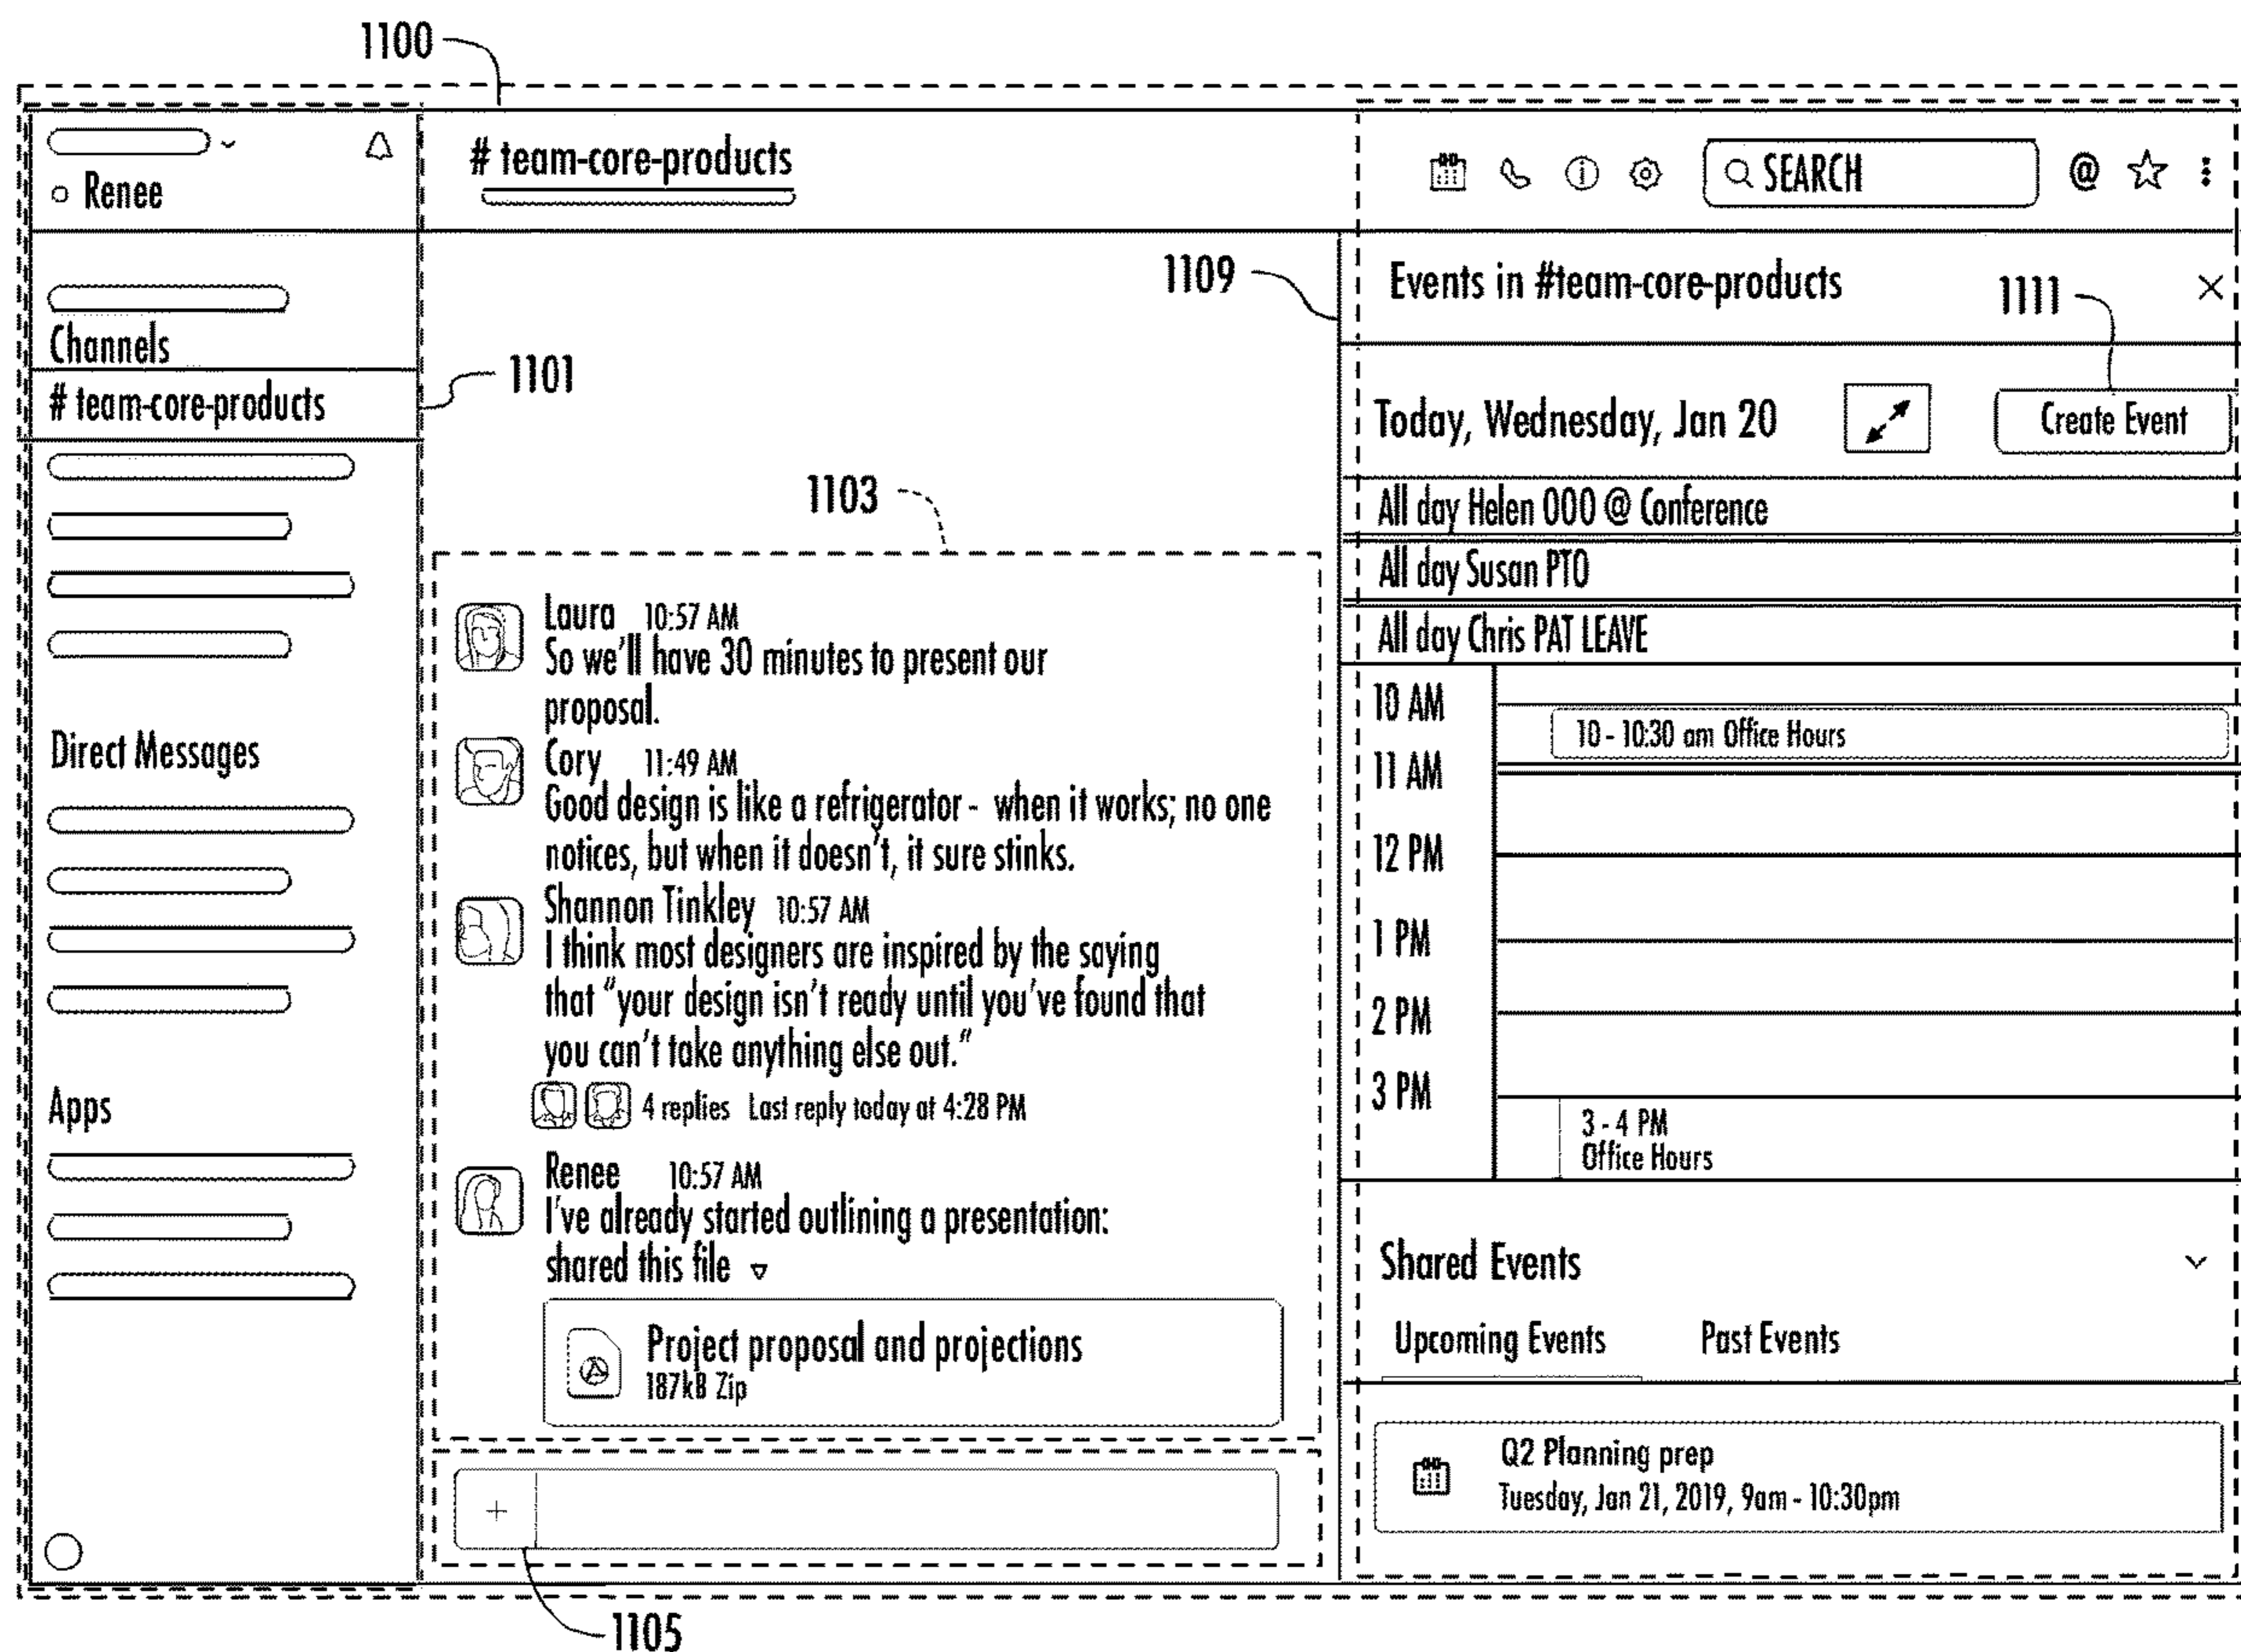 1100
Renee
# team-core-products
SEARCH
@
Channels
# team-core-products
Direct Messages
Apps
1101
1103
Laura 10:57 AM
So we'll have 30 minutes to present our
proposal.
Cory 11:49 AM
Good design is like a refrigerator - when it works; no one
notices, but when it doesn't, it sure stinks.
Shannon Tinkley 10:57 AM
I think most designers are inspired by the saying
that "your design isn't ready until you've found that
you can't take anything else out."
4 replies Last reply today at 4:28 PM
Renee 10:57 AM
I've already started outlining a presentation:
shared this file
Project proposal and projections
187kB Zip
+
1105
1109
Events in #team-core-products
1111
Today, Wednesday, Jan 20
Create Event
All day Helen OOO @ Conference
All day Susan PTO
All day Chris PAT LEAVE
10 AM
10 - 10:30 am Office Hours
11 AM
12 PM
1 PM
2 PM
3 PM
3 - 4 PM
Office Hours
Shared Events
Upcoming Events Past Events
Q2 Planning prep
Tuesday, Jan 21, 2019, 9am - 10:30pm